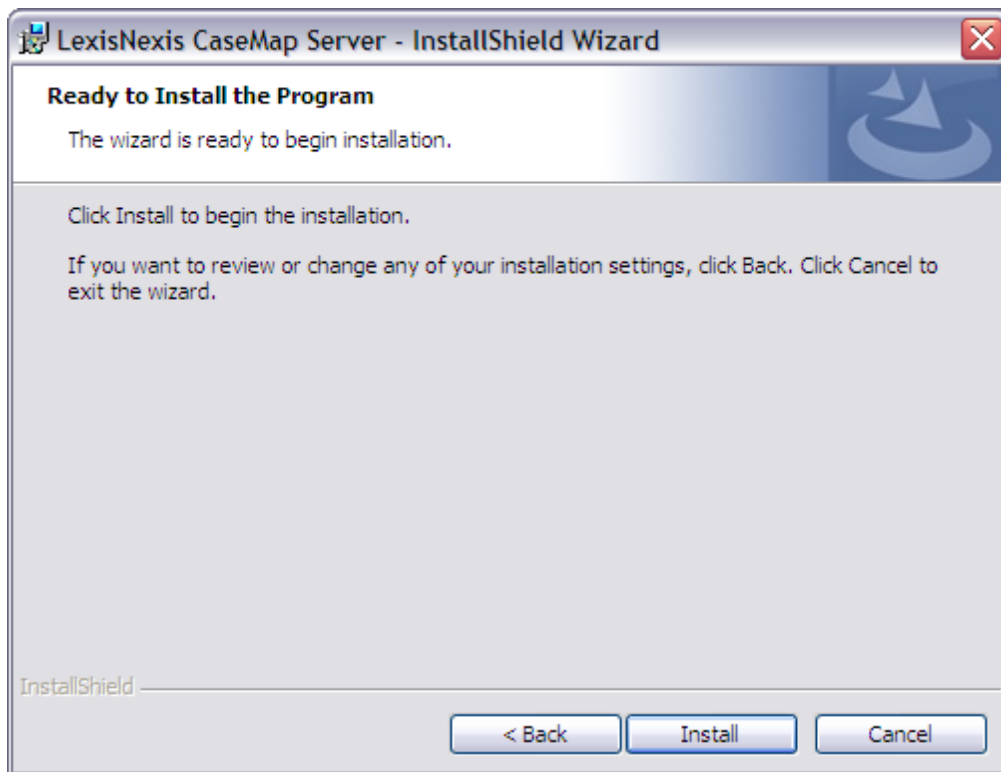 LexisNexis CaseMap Server - InstallShield Wizard
Ready to Install the Program
The wizard is ready to begin installation.
Click Install to begin the installation.
If you want to review or change any of your installation settings, click Back. Click Cancel to
exit the wizard.
InstallShield
< Back
Install
Cancel